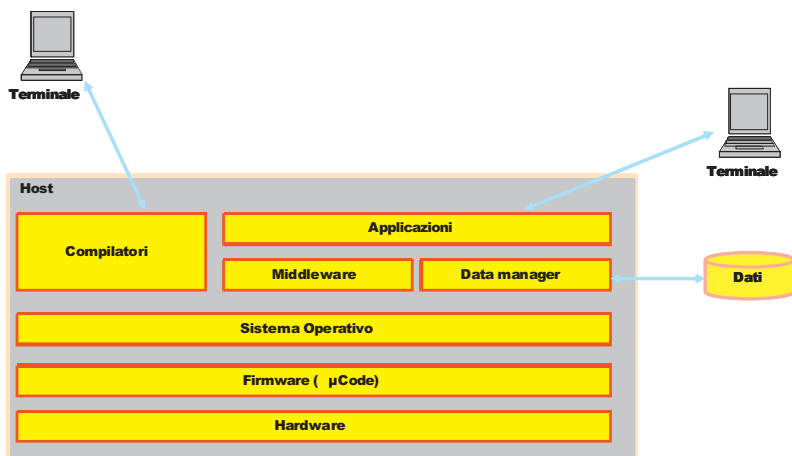 Terminale
Terminale
Host
Applicazioni
Compilatori
Middleware
Data manager
Dati
Sistema Operativo
Firmware ( µCode)
Hardware